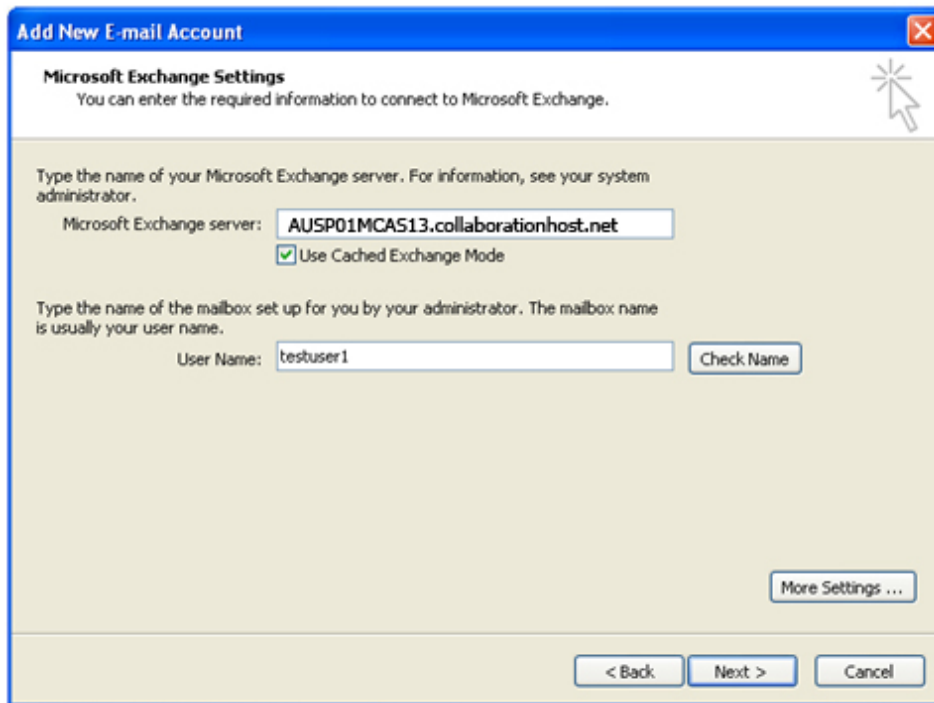 Add New E-mail Account
Microsoft Exchange Settings
You can enter the required information to connect to Microsoft Exchange.
Type the name of your Microsoft Exchange server. For information, see your system
administrator.
Microsoft Exchange server: AUSP01MCAS13.collaborationhost.net
Use Cached Exchange Mode
Type the name of the mailbox set up for you by your administrator. The mailbox name
is usually your user name.
User Name: testuser1 Check Name
More Settings ...
< Back Next > Cancel